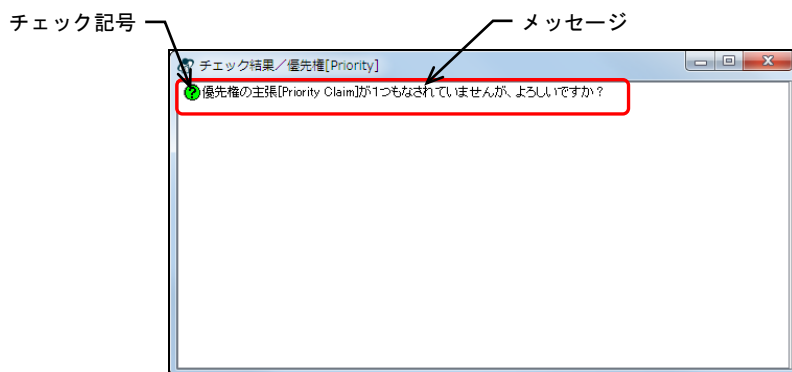 チェック記号 メッセージ
チェック結果／優先権[Priority]
?優先権の主張[Priority Claim]が1つもなされていませんが、よろしいですか？